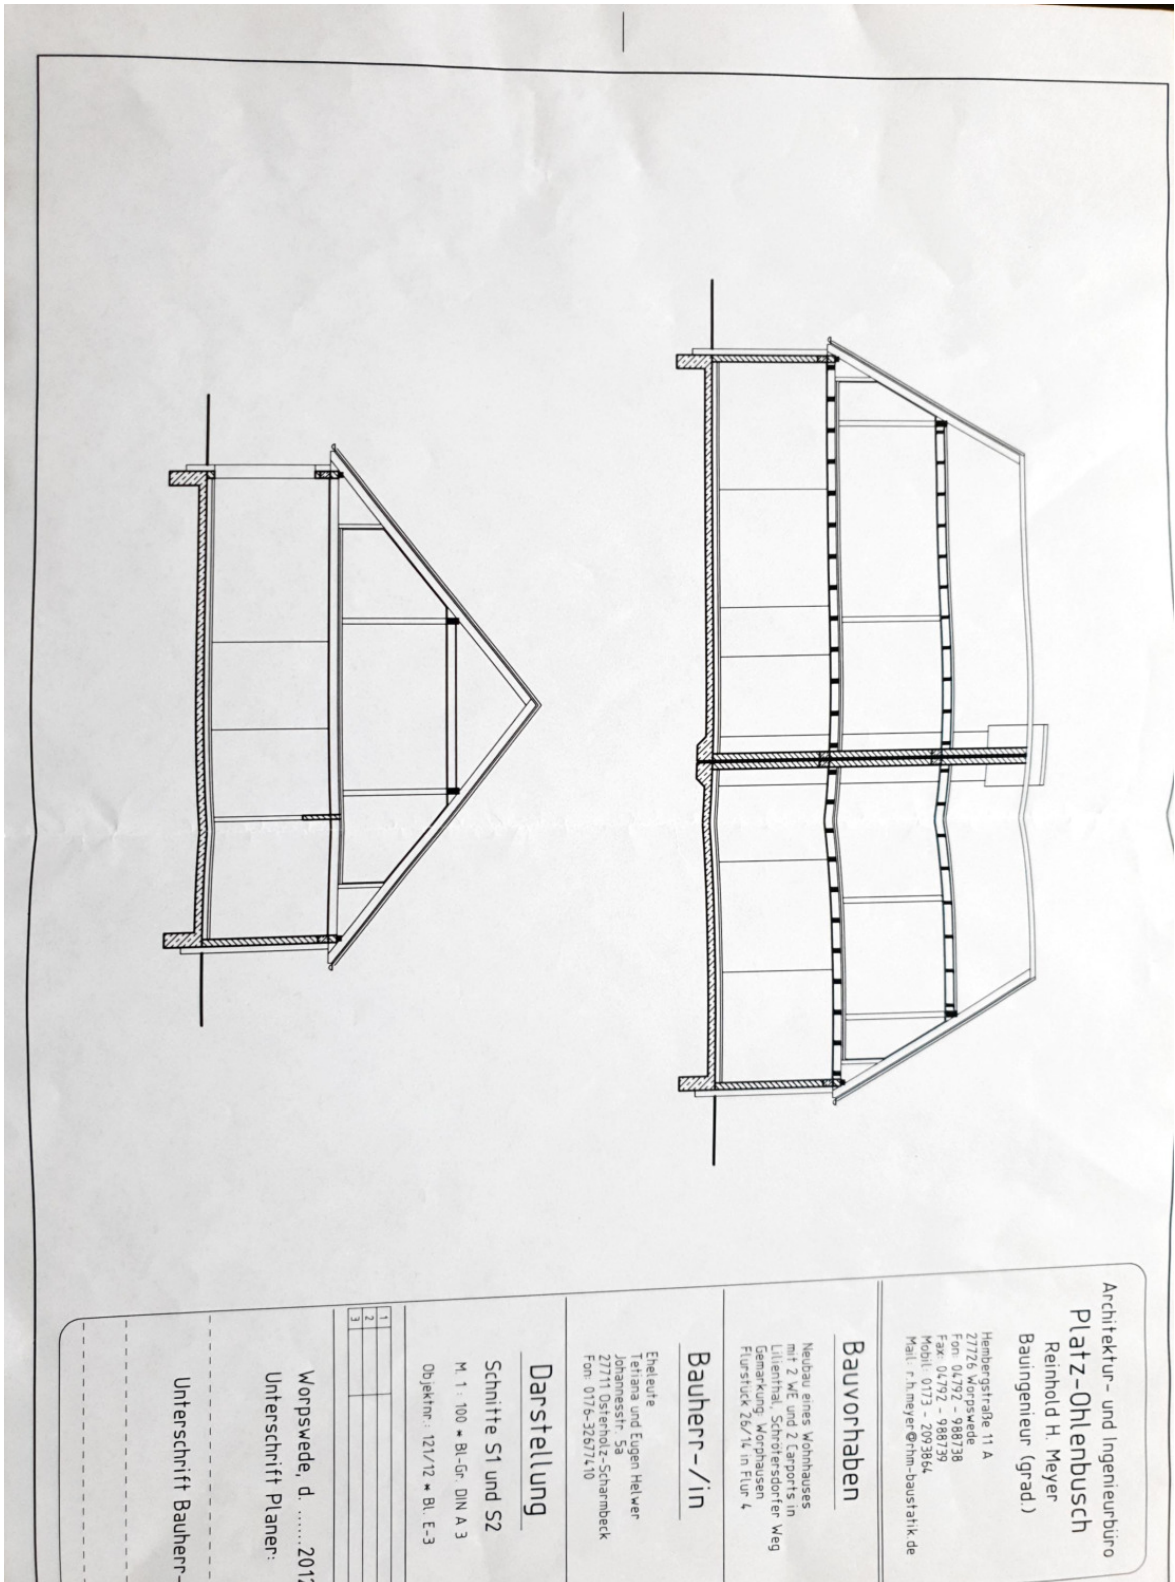 Architektur- und Ingenieurbüro
Platz-Ohlenbusch
Reinhold H. Meyer
Bauingenieur (grad.)
Hembergstraße 11 A
27726 Worpswede
Fon: 04792 - 988738
Fax: 04792 - 988739
Mobil: 0173 - 2093864
Mail: r.h.meyer@rhm-baustatik.de
Bauvorhaben
Neubau eines Wohnhauses
mit 2 WE und 2 Carports in
Lilienthal, Schrötersdorfer Weg
Gemarkung: Worphausen
Flurstück 26/14 in Flur 4
Bauherr-/in
Eheleute
Tetiana und Eugen Helwer
Johannesstr. 5a
27711 Osterholz-Scharmbeck
Fon: 0176-32677410
Darstellung
Schnitte S1 und S2
M. 1 : 100 * Bl-Gr. DIN A 3
Objektnr.: 121/12 * Bl. E-3
1
2
3
Worpswede, d. .......2012
Unterschrift Planer:
Unterschrift Bauherr-